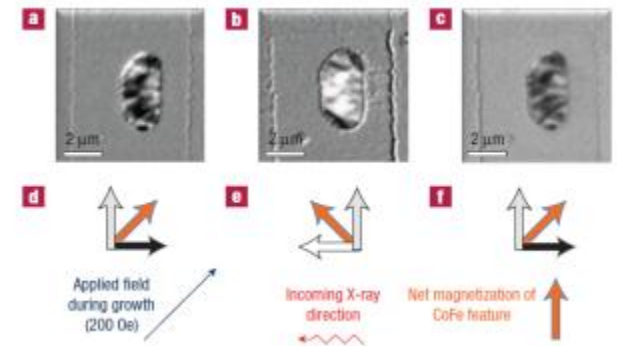 a
b
c
2 μm
2 μm
2 μm
d
e
f
Applied field
during growth
(200 Oe)
Incoming X-ray
direction
Net magnetization of
CoFe feature